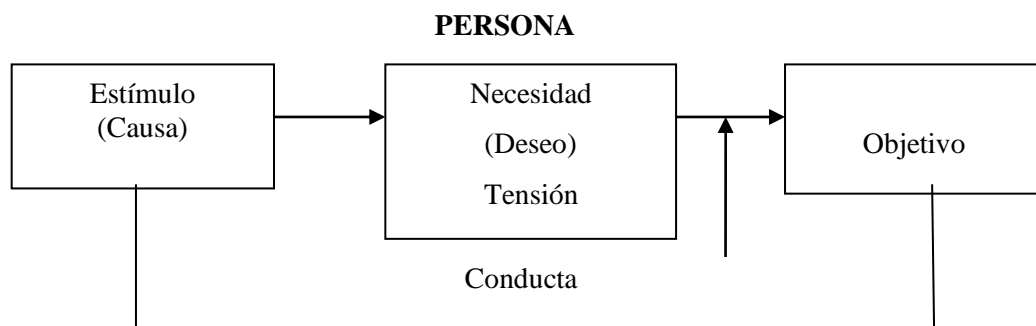 PERSONA
Estímulo
(Causa)
Necesidad
(Deseo)
Tensión
Objetivo
Conducta